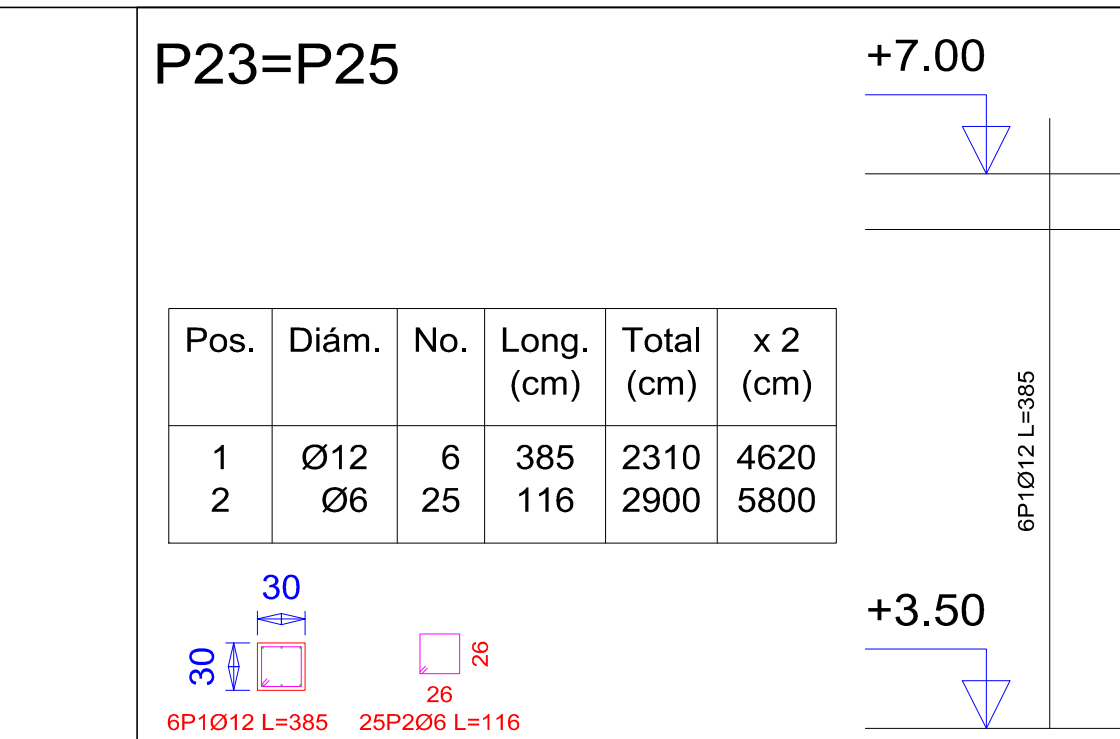 P23=P25
+7.00
Pos. Diám. No. Long. Total x 2
(cm) (cm) (cm)
1 Ø12 6 385 2310 4620
2 Ø6 25 116 2900 5800
6P1Ø12 L=385
30
30
6P1Ø12 L=385
26
26
25P2Ø6 L=116
+3.50